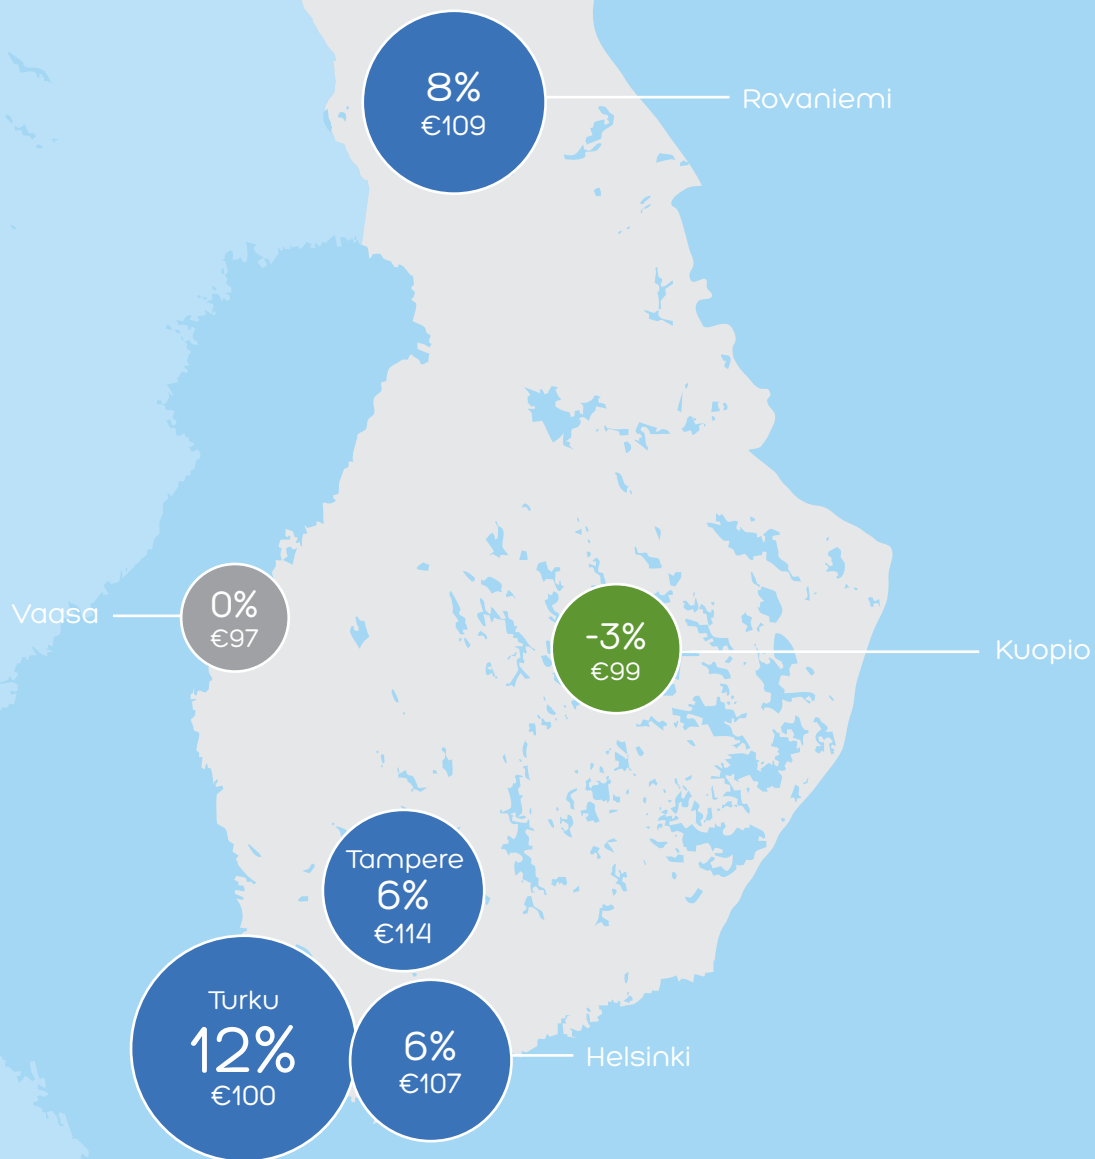 8%
€109
Rovaniemi
Vaasa
0%
€97
-3%
€99
Kuopio
Tampere
6%
€114
Turku
12%
€100
6%
€107
Helsinki